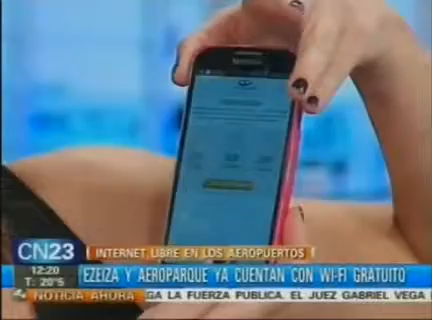 CN23
INTERNET LIBRE EN LOS AEROPUERTOS
12:20
EZEIZA Y AEROPARQUE YA CUENTAN CON WI-FI GRATUITO
T: 20°5
NOTICIA AHORA
GA LA FUERZA PUBLICA. EL JUEZ GABRIEL VEGA